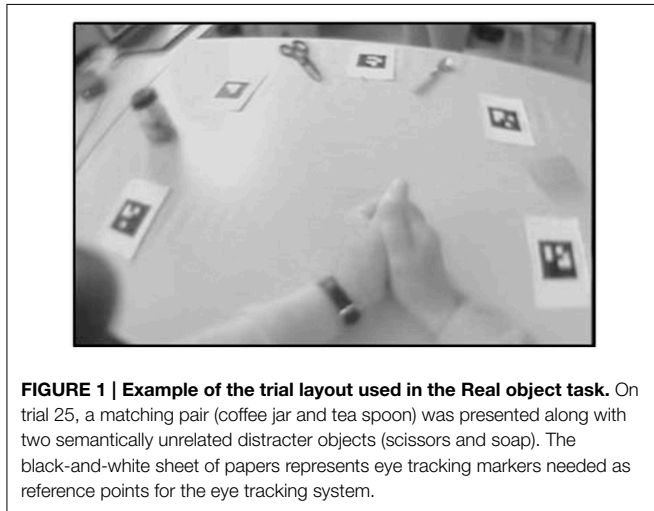 FIGURE 1 | Example of the trial layout used in the Real object task. On
trial 25, a matching pair (coffee jar and tea spoon) was presented along with
two semantically unrelated distracter objects (scissors and soap). The
black-and-white sheet of papers represents eye tracking markers needed as
reference points for the eye tracking system.